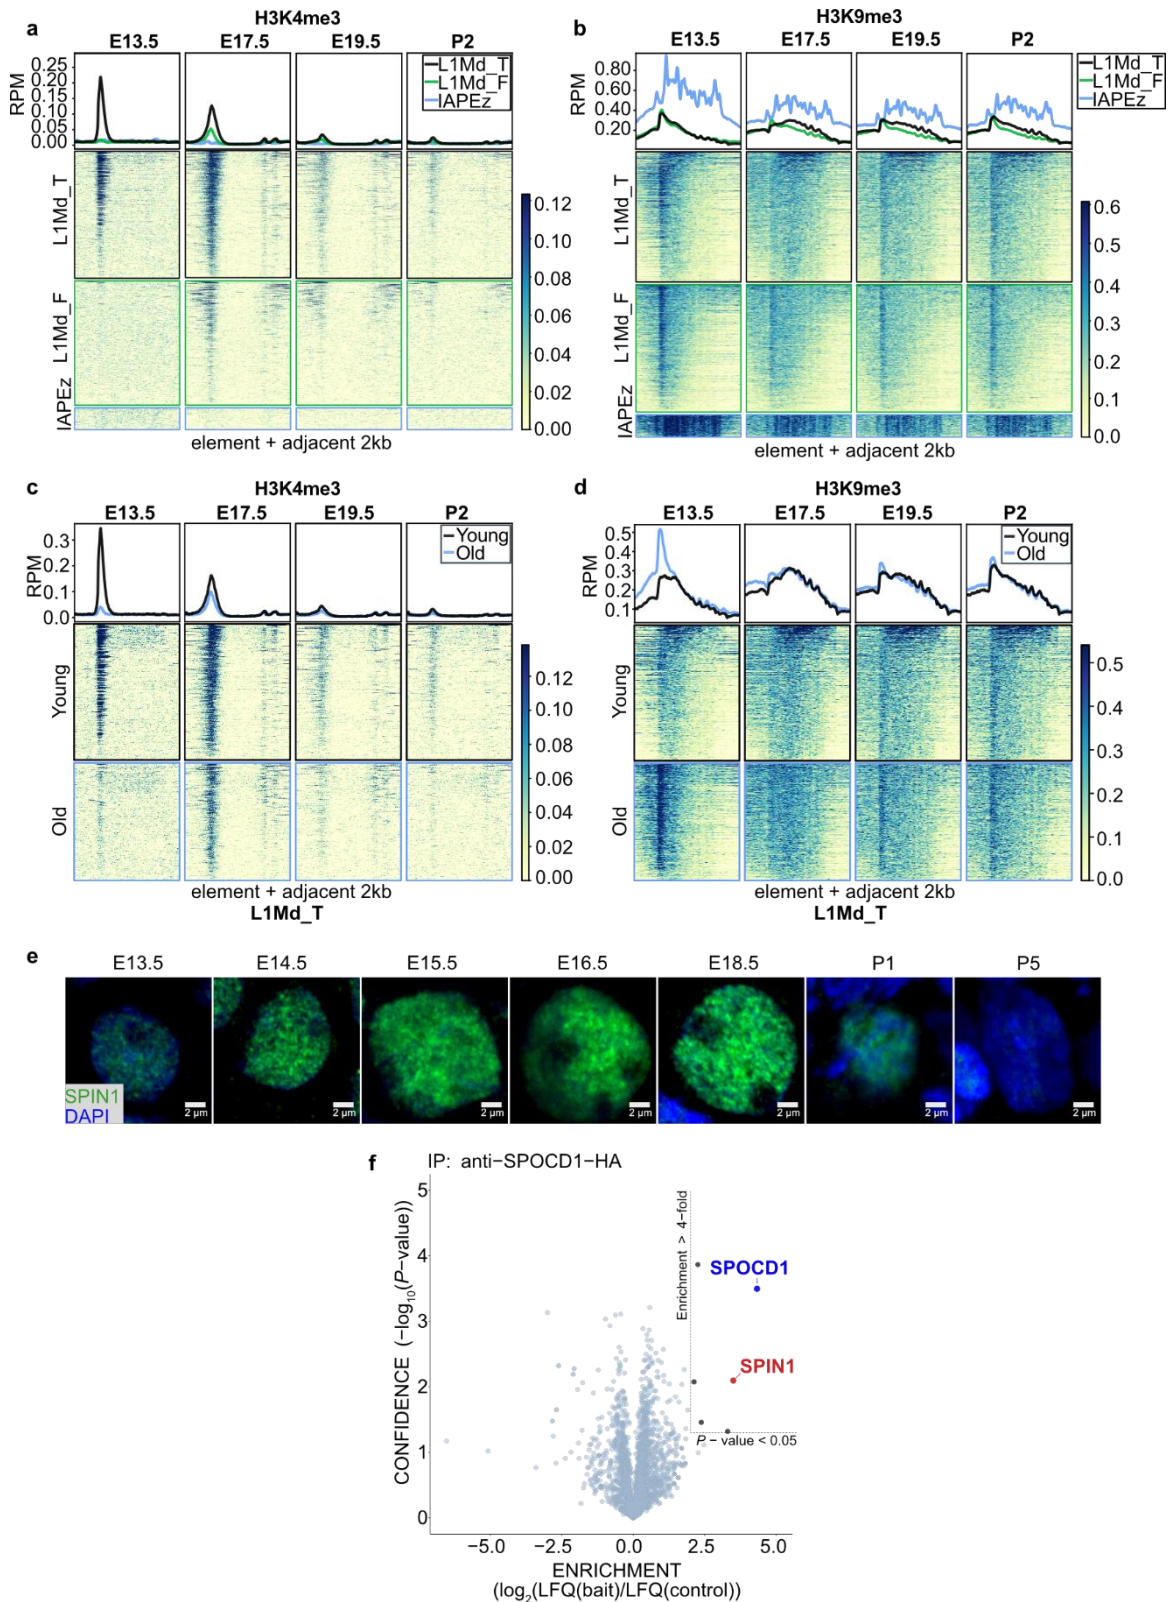 a
H3K4me3
E13.5 E17.5 E19.5 P2
RPM
0.25
0.20
0.15
0.10
0.05
0.00
L1Md_T
L1Md_F
IAPEz
L1Md_T
L1Md_F
IAPEz
0.12
0.10
0.08
0.06
0.04
0.02
0.00
element + adjacent 2kb
b
H3K9me3
E13.5 E17.5 E19.5 P2
RPM
0.80
0.60
0.40
0.20
L1Md_T
L1Md_F
IAPEz
L1Md_T
L1Md_F
IAPEz
0.6
0.5
0.4
0.3
0.2
0.1
0.0
element + adjacent 2kb
c
H3K4me3
E13.5 E17.5 E19.5 P2
RPM
0.3
0.2
0.1
0.0
Young
Old
Young
Old
0.12
0.10
0.08
0.06
0.04
0.02
0.00
element + adjacent 2kb
L1Md_T
d
H3K9me3
E13.5 E17.5 E19.5 P2
RPM
0.5
0.4
0.3
0.2
0.1
Young
Old
Young
Old
0.5
0.4
0.3
0.2
0.1
0.0
element + adjacent 2kb
L1Md_T
e
E13.5 E14.5 E15.5 E16.5 E18.5 P1 P5
SPIN1
DAPI
2 µm 2 µm 2 µm 2 µm 2 µm 2 µm 2 µm
f
IP: anti−SPOCD1−HA
CONFIDENCE (−log10(P−value))
5
4
3
2
1
0
Enrichment > 4−fold
SPOCD1
SPIN1
P − value < 0.05
−5.0 −2.5 0.0 2.5 5.0
ENRICHMENT
(log2(LFQ(bait)/LFQ(control))